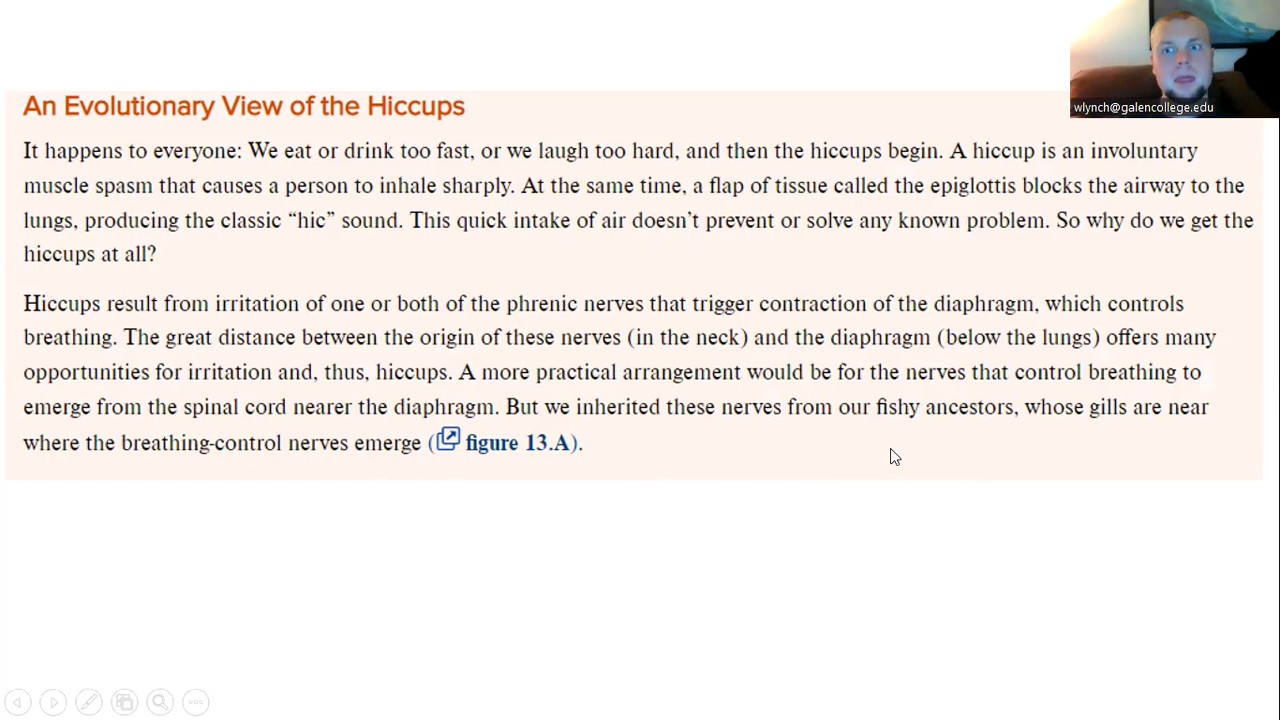 wlynch@galencollege.edu
An Evolutionary View of the Hiccups
It happens to everyone: We eat or drink too fast, or we laugh too hard, and then the hiccups begin. A hiccup is an involuntary
muscle spasm that causes a person to inhale sharply. At the same time, a flap of tissue called the epiglottis blocks the airway to the
lungs, producing the classic “hic” sound. This quick intake of air doesn’t prevent or solve any known problem. So why do we get the
hiccups at all?
Hiccups result from irritation of one or both of the phrenic nerves that trigger contraction of the diaphragm, which controls
breathing. The great distance between the origin of these nerves (in the neck) and the diaphragm (below the lungs) offers many
opportunities for irritation and, thus, hiccups. A more practical arrangement would be for the nerves that control breathing to
emerge from the spinal cord nearer the diaphragm. But we inherited these nerves from our fishy ancestors, whose gills are near
where the breathing-control nerves emerge (figure 13.A).